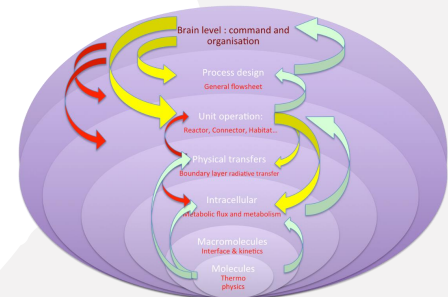 Brain level : command and
organisation
Process design
General flowsheet
Unit operation:
Reactor, Connector, Habitat...
Physical transfers
Boundary layer radiative transfer
Intracellular
Metabolic flux and metabolism
Macromolecules
Interface & kinetics
Molecules
Thermo
physics